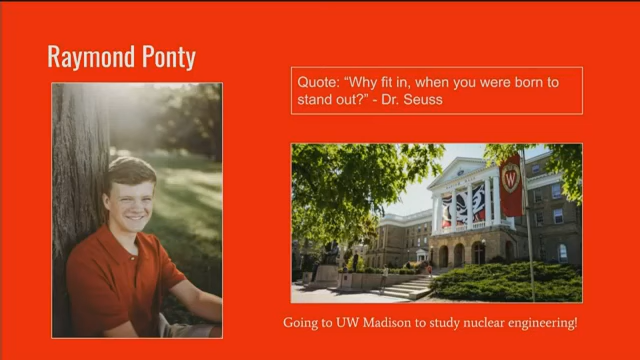 Raymond Ponty
Quote: “Why fit in, when you were born to
stand out?” - Dr. Seuss
W
Going to UW Madison to study nuclear engineering!